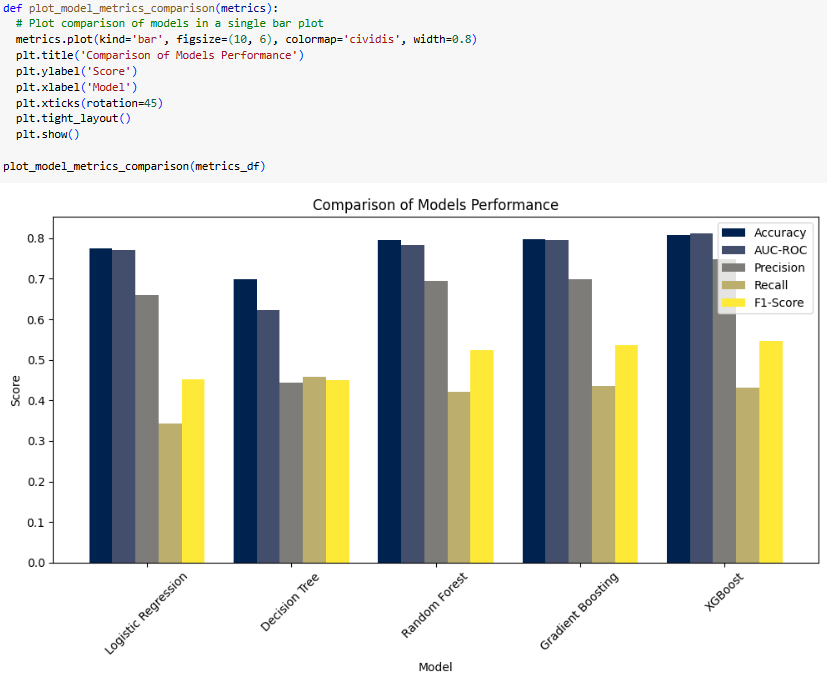 def plot_model_metrics_comparison(metrics):
# Plot comparison of models in a single bar plot
metrics.plot(kind='bar', figsize=(10, 6), colormap='cividis', width=0.8)
plt.title('Comparison of Models Performance')
plt.ylabel('Score')
plt.xlabel('Model')
plt.xticks(rotation=45)
plt.tight_layout()
plt.show()
plot_model_metrics_comparison(metrics_df)
Comparison of Models Performance
Accuracy
AUC-ROC
Precision
Recall
F1-Score
Score
0.8
0.7
0.6
0.5
0.4
0.3
0.2
0.1
0.0
Logistic Regression
Decision Tree
Random Forest
Gradient Boosting
XGBoost
Model